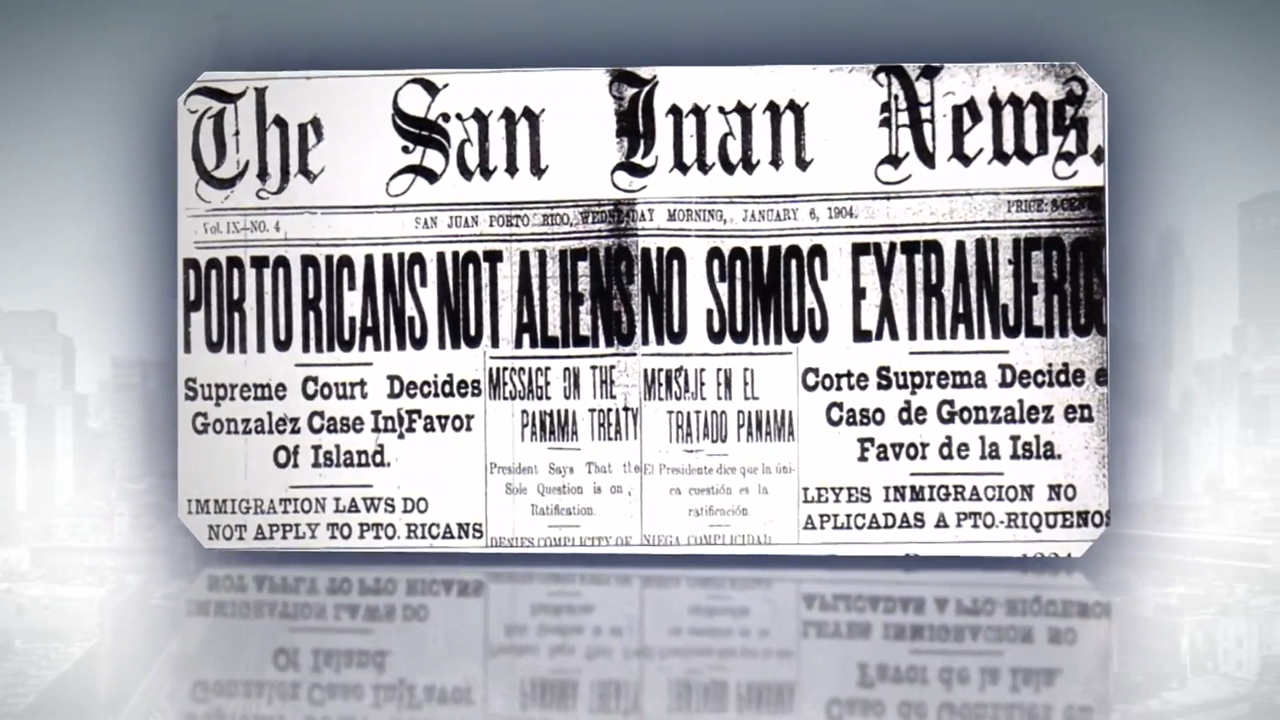 The San Juan News.
Vol. IX—NO. 4
SAN JUAN PORTO RICO, WEDNESDAY MORNING, JANUARY 6, 1904.
PRICE:
PORTO RICANS NOT ALIENS
Supreme Court Decides
Gonzalez Case In Favor
Of Island.
IMMIGRATION LAWS DO
NOT APPLY TO PTO. RICANS
MESSAGE ON THE
PANAMA TREATY
President Says That the
Sole Question is on
Ratification.
DENIES COMPLICITY OF
NO SOMOS EXTRANJEROS
MENSAJE EN EL
TRATADO PANAMA
El Presidente dice que la úni-
ca cuestión es la
ratificación.
NIEGA COMPLICIDAD
Corte Suprema Decide e
Caso de Gonzalez en
Favor de la Isla.
LEYES INMIGRACION NO
APLICADAS A PTO.-RIQUENOS